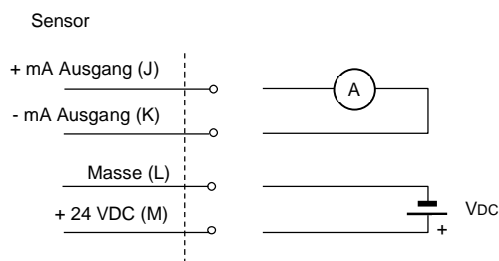 Sensor
+ mA Ausgang (J)
A
- mA Ausgang (K)
Masse (L)
+ 24 VDC (M)
VDC
+